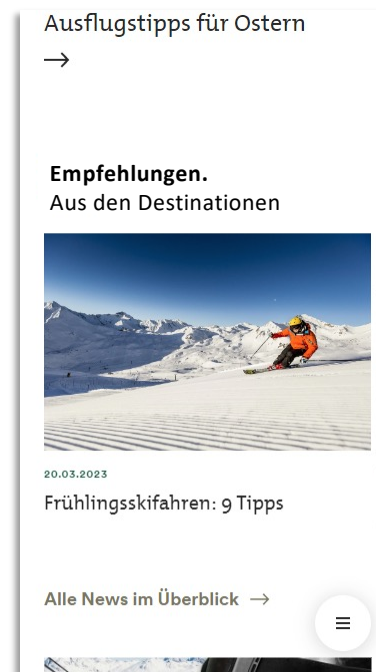 Ausflugstipps für Ostern
Empfehlungen.
Aus den Destinationen
20.03.2023
Frühlingsskifahren: 9 Tipps
Alle News im Überblick